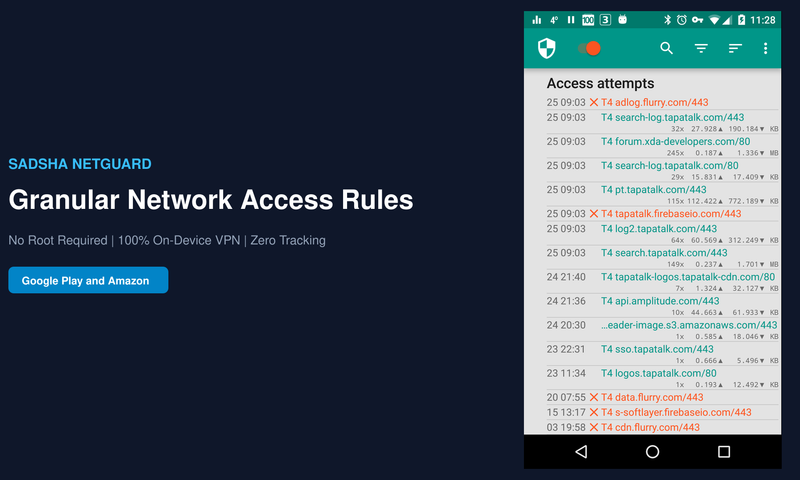 SADSHA NETGUARD
Granular Network Access Rules
No Root Required | 100% On-Device VPN | Zero Tracking
Google Play and Amazon
4° 100 3 11:28
Access attempts
25 09:03 T4 adlog.flurry.com/443
25 09:03 T4 search-log.tapatalk.com/443
32x 27.928▲ 190.184▼ KB
25 09:03 T4 forum.xda-developers.com/80
245x 0.187▲ 1.336▼ MB
25 09:03 T4 search-log.tapatalk.com/80
29x 15.831▲ 17.409▼ KB
25 09:03 T4 pt.tapatalk.com/443
115x 112.422▲ 772.189▼ KB
25 09:03 T4 tapatalk.firebaseio.com/443
25 09:03 T4 log2.tapatalk.com/443
64x 60.569▲ 312.249▼ KB
25 09:03 T4 search.tapatalk.com/443
149x 0.237▲ 1.701▼ MB
24 21:40 T4 tapatalk-logos.tapatalk-cdn.com/80
7x 1.324▲ 32.127▼ KB
24 21:36 T4 api.amplitude.com/443
10x 44.663▲ 61.933▼ KB
24 20:30 …eader-image.s3.amazonaws.com/443
1x 0.585▲ 18.046▼ KB
23 22:31 T4 sso.tapatalk.com/443
1x 0.666▲ 5.496▼ KB
23 11:34 T4 logos.tapatalk.com/80
1x 0.193▲ 12.492▼ KB
20 07:55 T4 data.flurry.com/443
15 13:17 T4 s-softlayer.firebaseio.com/443
03 19:58 T4 cdn.flurry.com/443